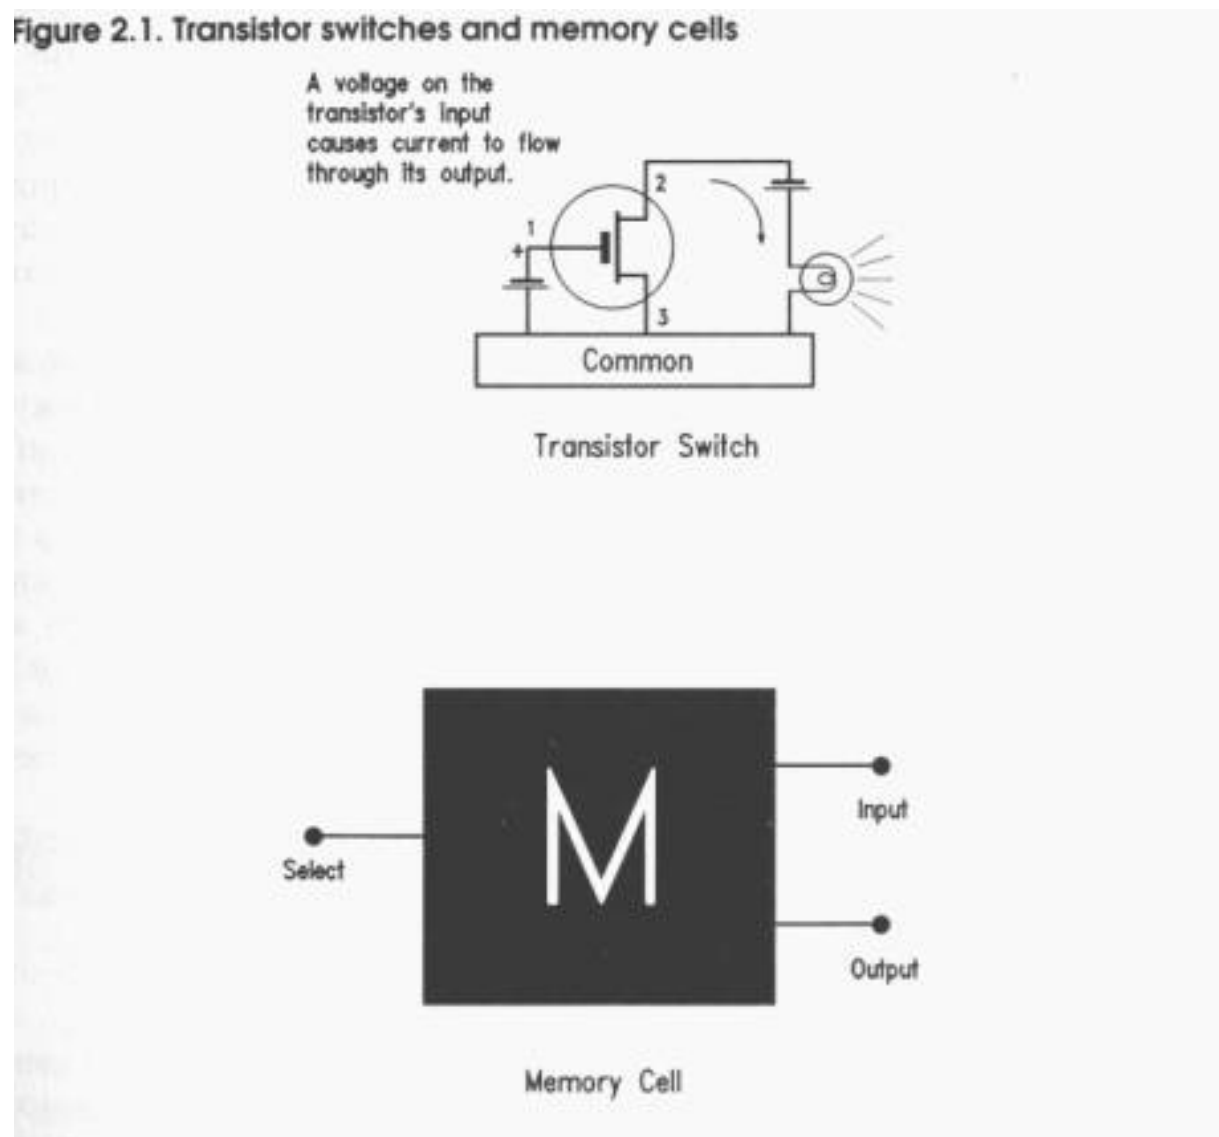 Figure 2.1. Transistor switches and memory cells
A voltage on the
transistor's input
causes current to flow
through its output.
2
1
+
3
Common
Transistor Switch
M
Input
Select
Output
Memory Cell